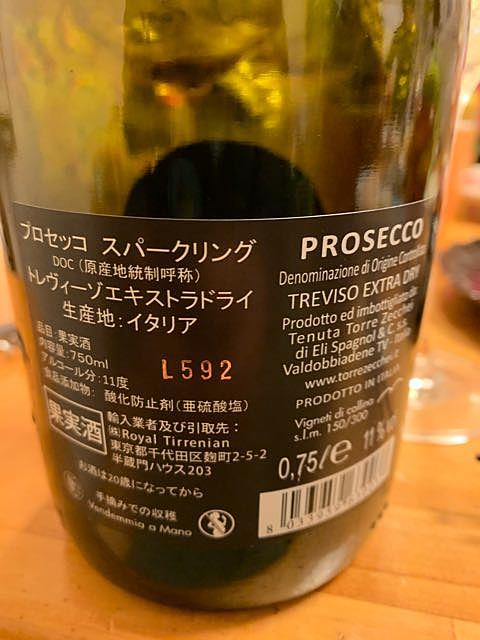 プロセッコ スパークリング
DOC（原産地統制呼称）
トレヴィーゾエキストラドライ
生産地：イタリア
品目：果実酒
内容量：750ml
アルコール分：11度
食品添加物： 酸化防止剤（亜硫酸塩）
L592
果実酒
輸入業者及び引取先：
㈱Royal Tirrenian
東京都千代田区麹町2-5-2
半蔵門ハウス203
お酒は20歳になってから
手摘みでの収穫
Vendemmia a Mano
PROSECCO
Denominazione di Origine
TREVISO EXTRA DRY
Prodotto ed imbottigliato da
Tenuta Torre Zecchei
di Eli Spagnol & C. s.s.
Valdobbiadene TV - Italia
www.torrezecchei.it
PRODOTTO IN ITALIA
Vigneti di collina
s.l.m. 150/300
0,75/e
11% vol